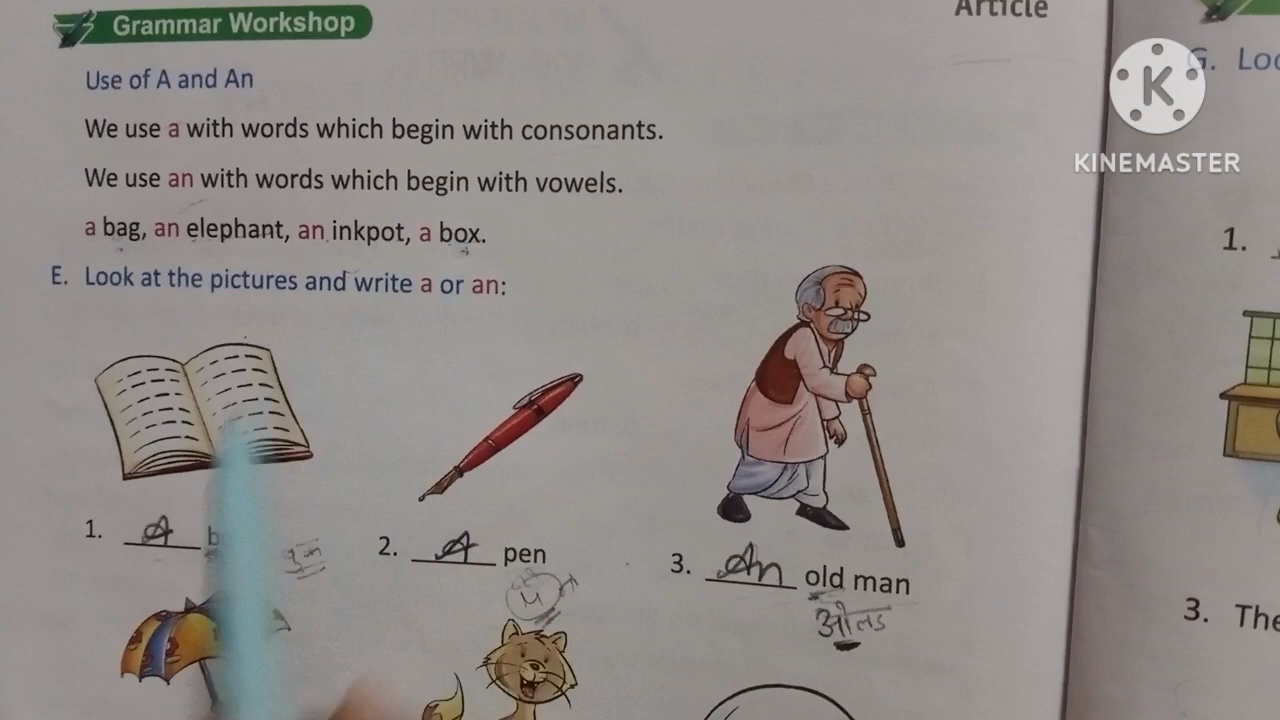 Grammar Workshop
Article
Use of A and An
We use a with words which begin with consonants.
We use an with words which begin with vowels.
a bag, an elephant, an inkpot, a box.
E. Look at the pictures and write a or an:
1. A
2. A pen
3. An old man
ओलड
G.
1.
3. The
KINEMASTER